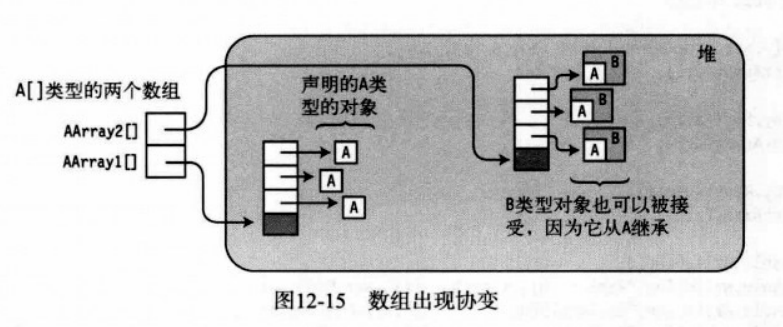 堆
A[]类型的两个数组
AArray2[]
AArray1[]
声明的A类
型的对象
A
A
A
B
A
B
A
B
A
B类型对象也可以被接
受，因为它从A继承
图12-15 数组出现协变